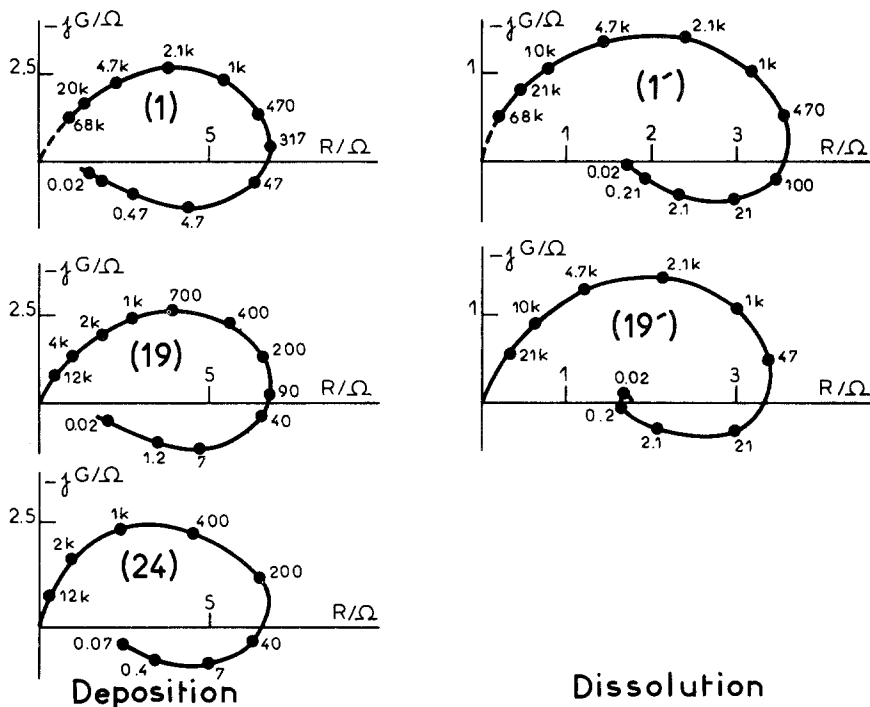 -jG/Ω
2.5
68k
20k
4.7k
2.1k
1k
470
317
47
4.7
0.47
0.02
(1)
5
R/Ω
-jG/Ω
1
68k
21k
10k
4.7k
2.1k
1k
470
100
21
2.1
0.21
0.02
(1´)
1
2
3
R/Ω
-jG/Ω
2.5
12k
4k
2k
1k
700
400
200
90
40
7
1.2
0.02
(19)
5
R/Ω
-jG/Ω
1
21k
10k
4.7k
2.1k
1k
47
21
2.1
0.2
0.02
(19´)
1
3
R/Ω
-jG/Ω
2.5
12k
2k
1k
400
200
40
7
0.4
0.07
(24)
5
R/Ω
Deposition
Dissolution